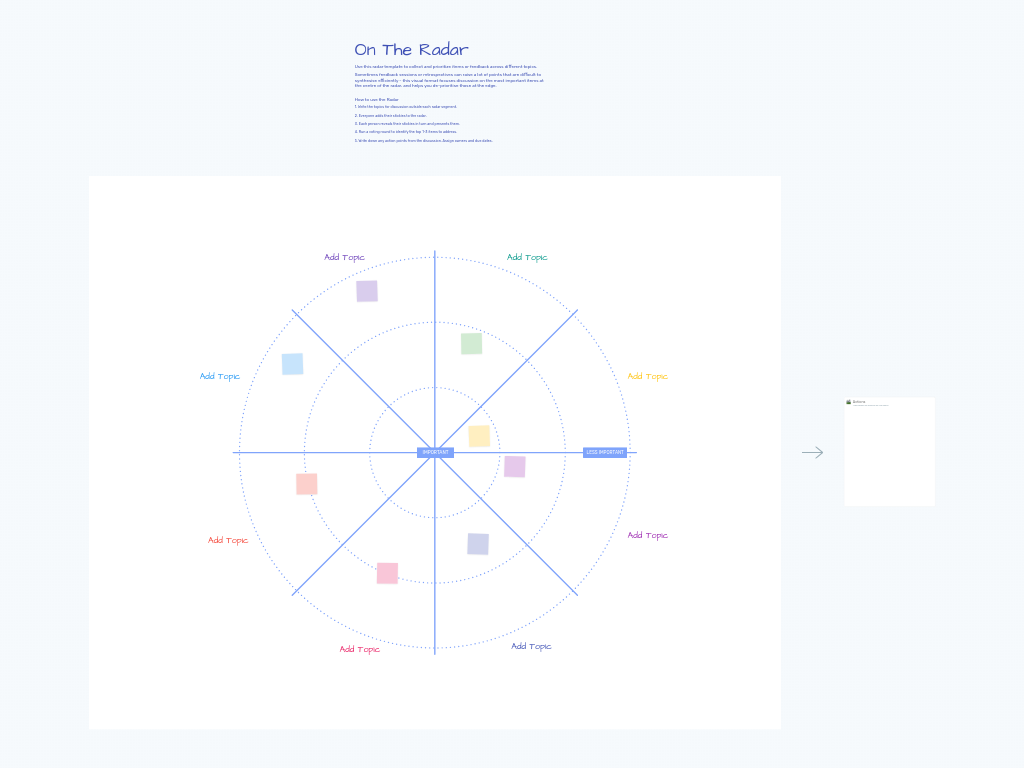 On The Radar
Use this radar template to collect and prioritize items or feedback across different topics.
Sometimes feedback sessions or retrospectives can raise a lot of points that are difficult to
synthesise efficiently - this visual format focuses discussion on the most important items at
the centre of the radar, and helps you de-prioritise those at the edge.
How to use the Radar
1. Write the topics for discussion outside each radar segment.
2. Everyone adds their stickies to the radar.
3. Each person reveals their stickies in turn and presents them.
4. Run a voting round to identify the top 1-3 items to address.
5. Write down any action points from the discussion. Assign owners and due dates.
Add Topic
Add Topic
Add Topic
Add Topic
IMPORTANT
LESS IMPORTANT
Add Topic
Add Topic
Add Topic
Add Topic